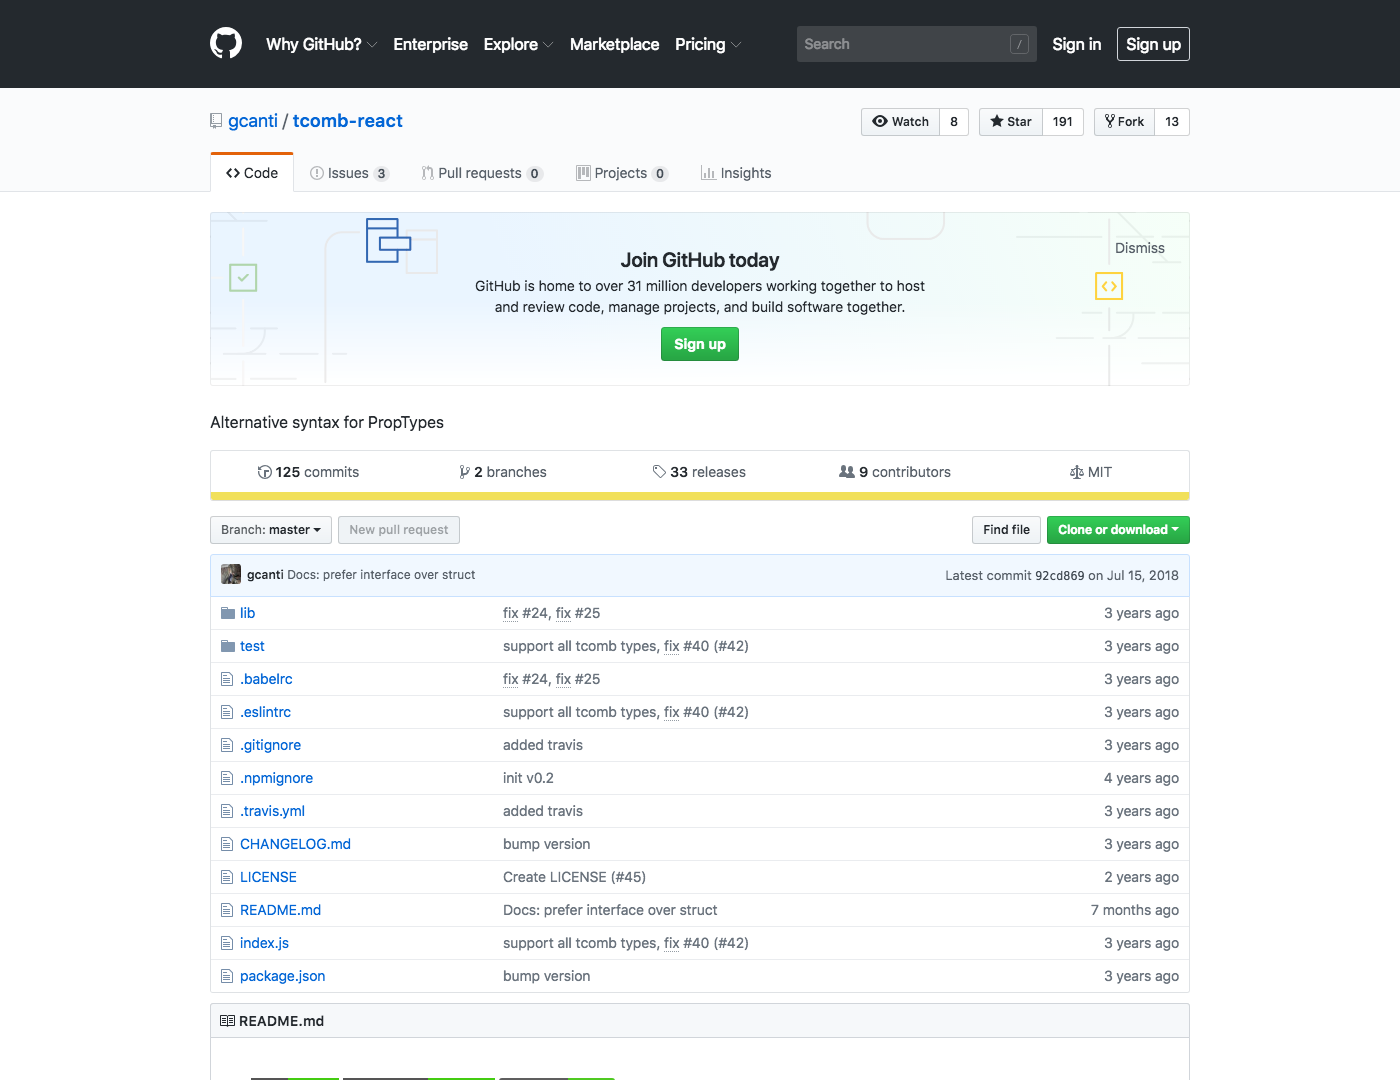 Why GitHub? Enterprise Explore Marketplace Pricing Search / Sign in Sign up
gcanti / tcomb-react Watch 8 Star 191 Fork 13
Code Issues 3 Pull requests 0 Projects 0 Insights
Dismiss
Join GitHub today
GitHub is home to over 31 million developers working together to host
and review code, manage projects, and build software together.
Sign up
Alternative syntax for PropTypes
125 commits 2 branches 33 releases 9 contributors MIT
Branch: master New pull request Find file Clone or download
gcanti Docs: prefer interface over struct Latest commit 92cd869 on Jul 15, 2018
lib fix #24, fix #25 3 years ago
test support all tcomb types, fix #40 (#42) 3 years ago
.babelrc fix #24, fix #25 3 years ago
.eslintrc support all tcomb types, fix #40 (#42) 3 years ago
.gitignore added travis 3 years ago
.npmignore init v0.2 4 years ago
.travis.yml added travis 3 years ago
CHANGELOG.md bump version 3 years ago
LICENSE Create LICENSE (#45) 2 years ago
README.md Docs: prefer interface over struct 7 months ago
index.js support all tcomb types, fix #40 (#42) 3 years ago
package.json bump version 3 years ago
README.md